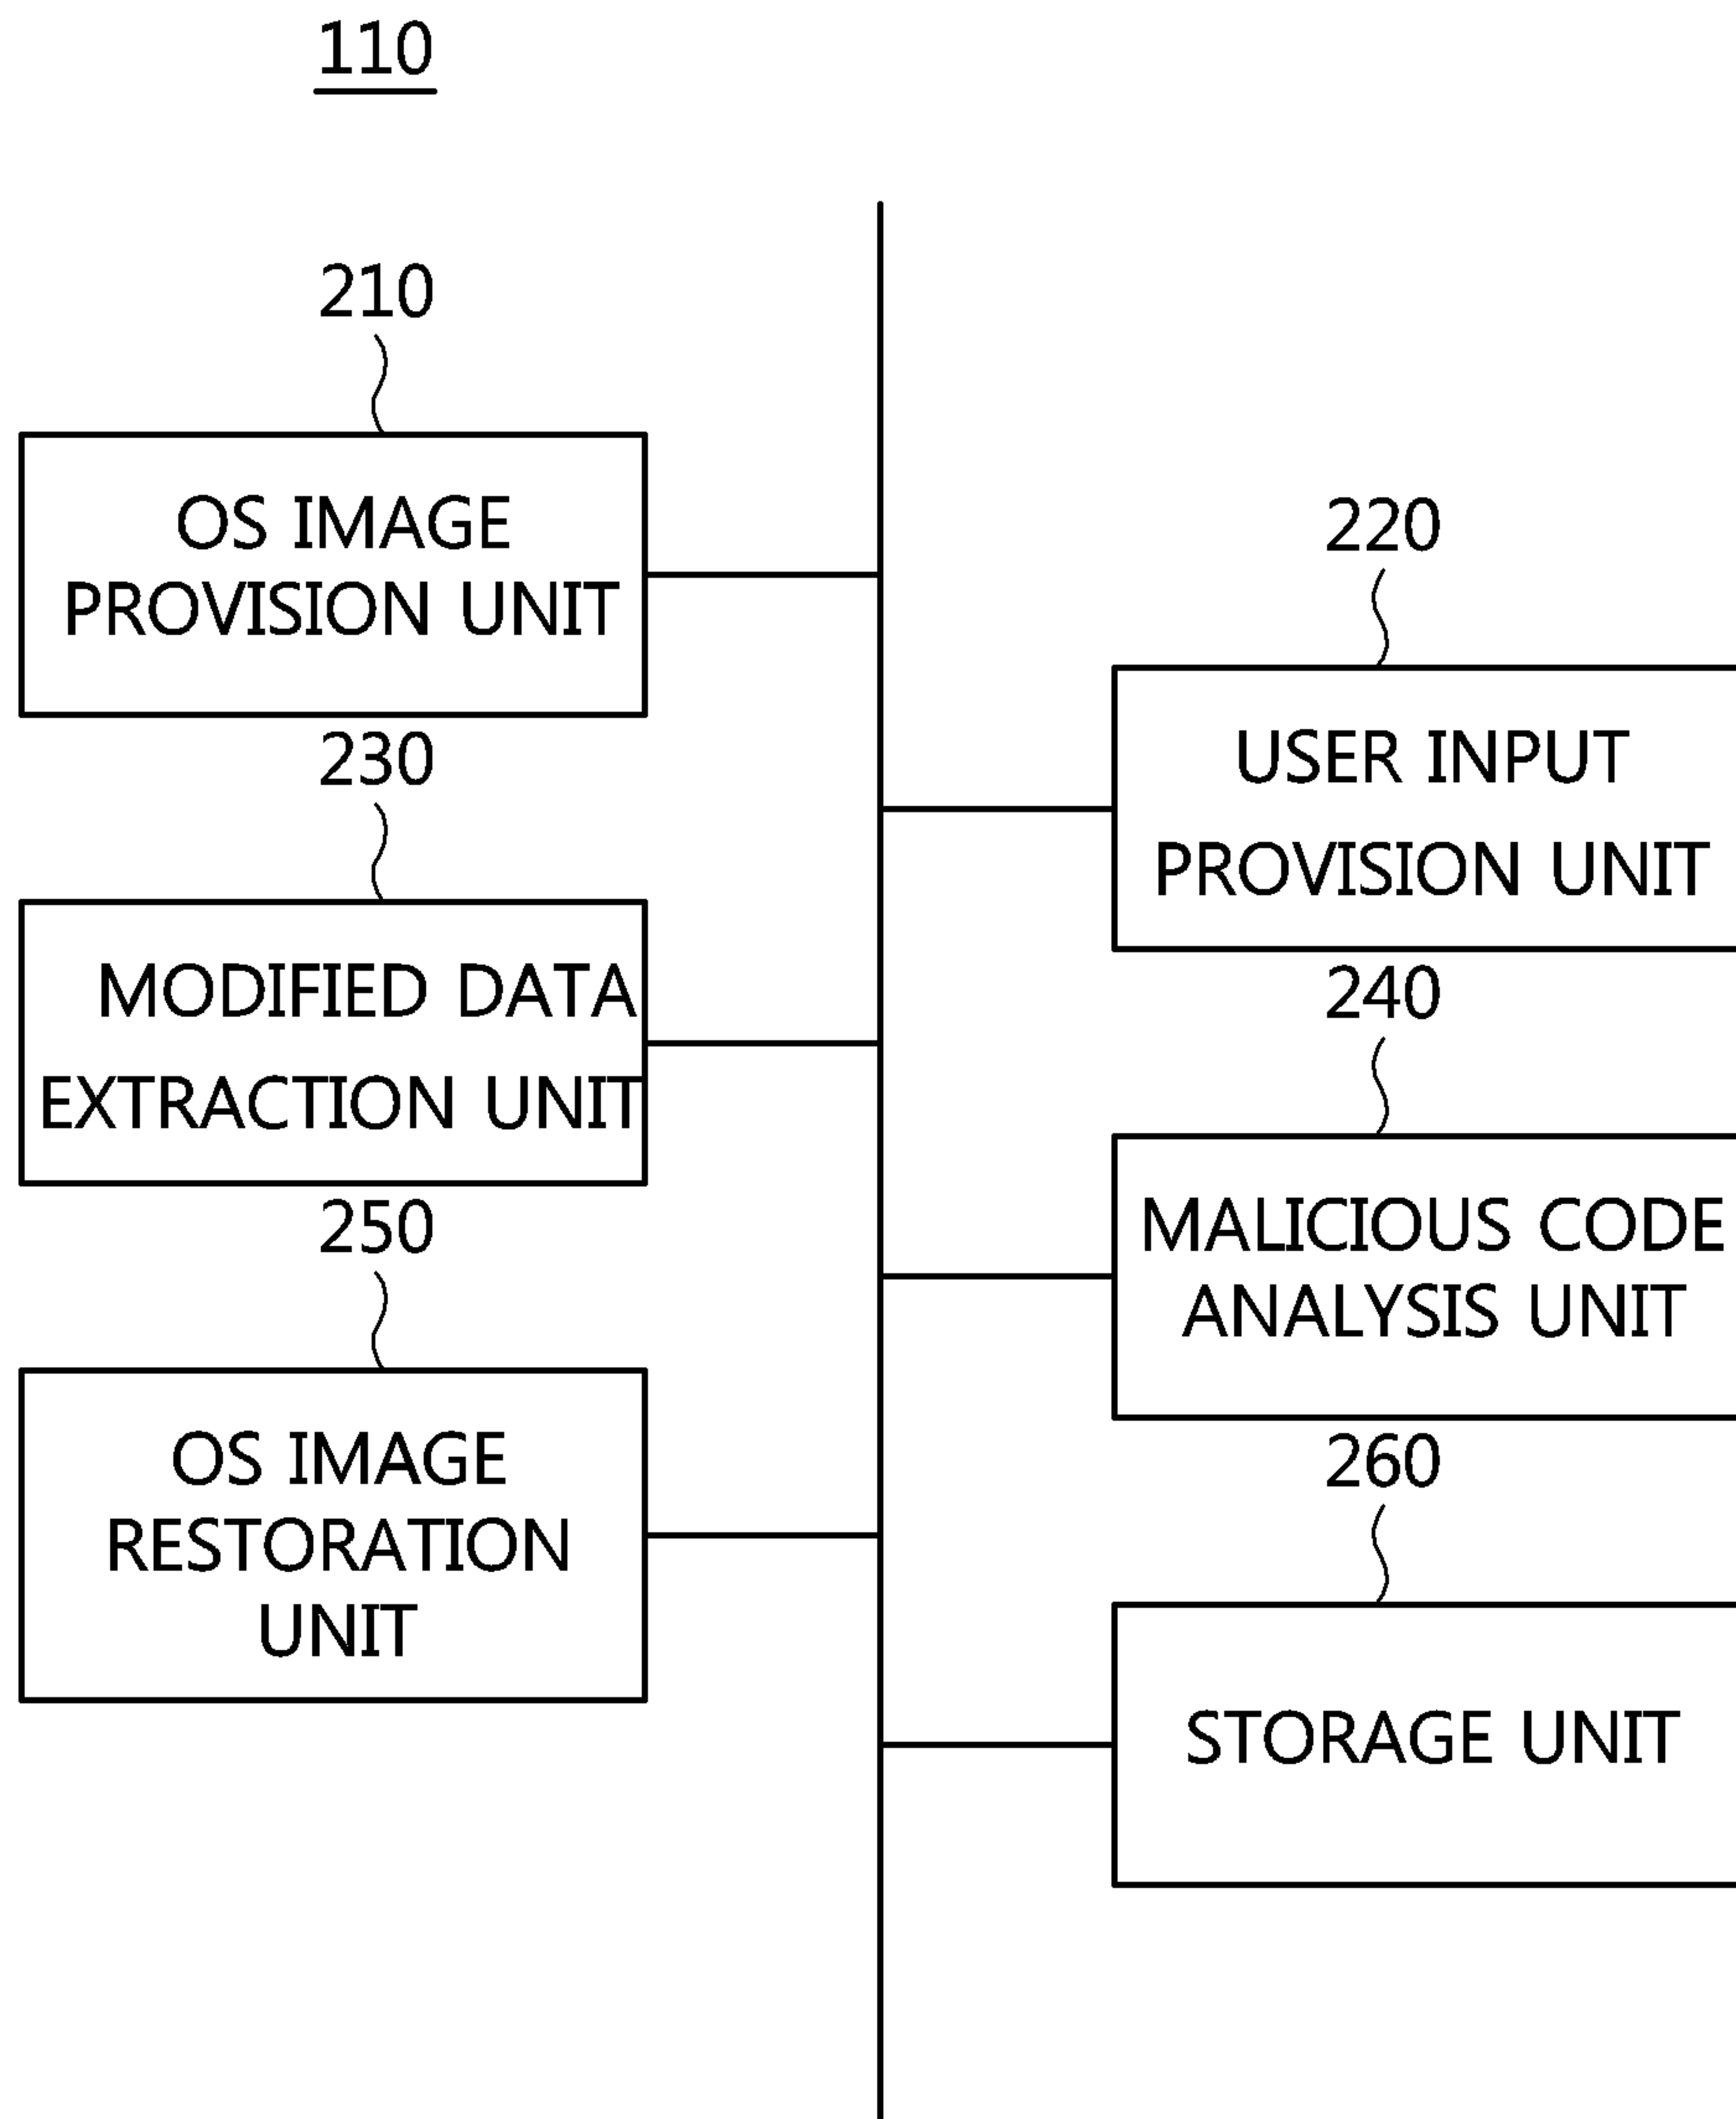 110
210
OS IMAGE
PROVISION UNIT
220
USER INPUT
PROVISION UNIT
230
MODIFIED DATA
EXTRACTION UNIT
240
MALICIOUS CODE
ANALYSIS UNIT
250
OS IMAGE
RESTORATION
UNIT
260
STORAGE UNIT